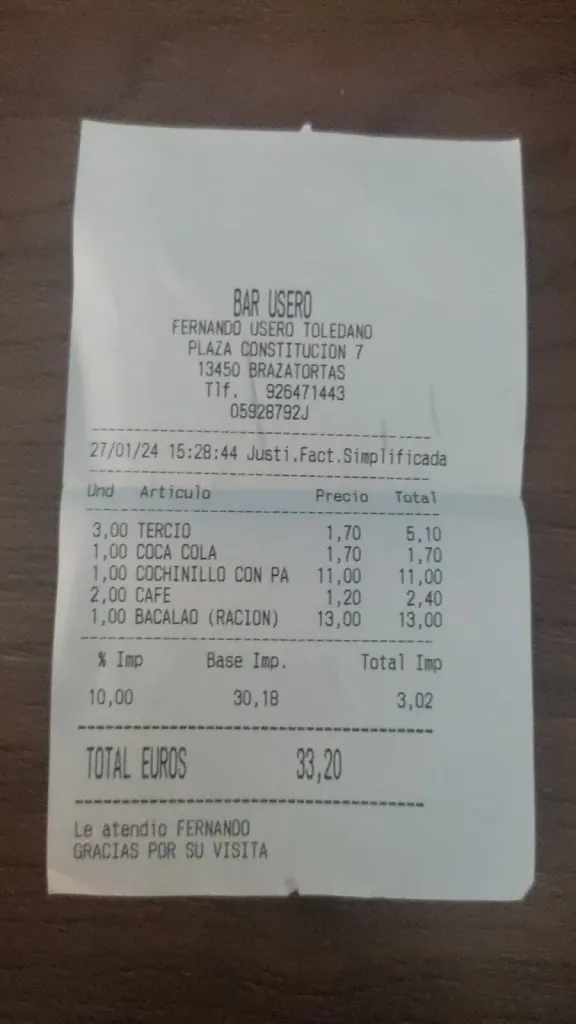 BAR USERO
FERNANDO USERO TOLEDANO
PLAZA CONSTITUCION 7
13450 BRAZATORTAS
Tlf. 926471443
05928792J
27/01/24 15:28:44 Justi.Fact.Simplificada
Und Articulo Precio Total
3,00 TERCIO 1,70 5,10
1,00 COCA COLA 1,70 1,70
1,00 COCHINILLO CON PA 11,00 11,00
2,00 CAFE 1,20 2,40
1,00 BACALAO (RACION) 13,00 13,00
% Imp Base Imp. Total Imp
10,00 30,18 3,02
TOTAL EUROS 33,20
Le atendio FERNANDO
GRACIAS POR SU VISITA